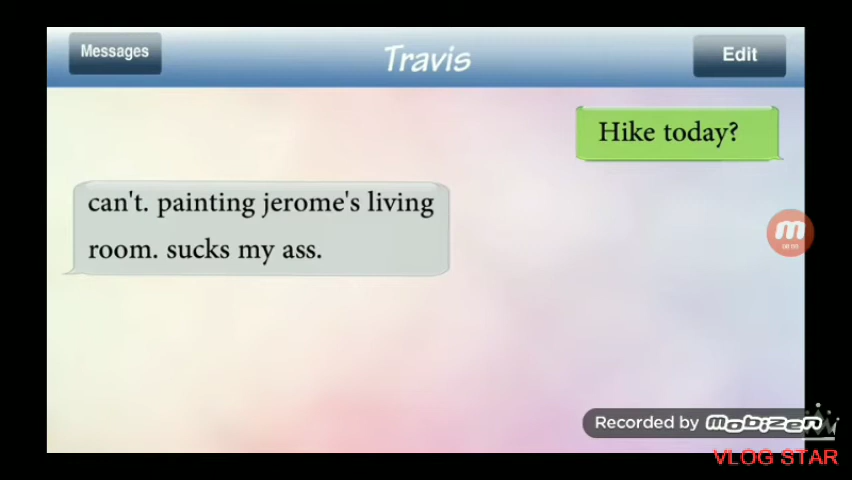 Messages
Travis
Edit
Hike today?
can't. painting jerome's living
room. sucks my ass.
Recorded by mobizen
VLOG STAR